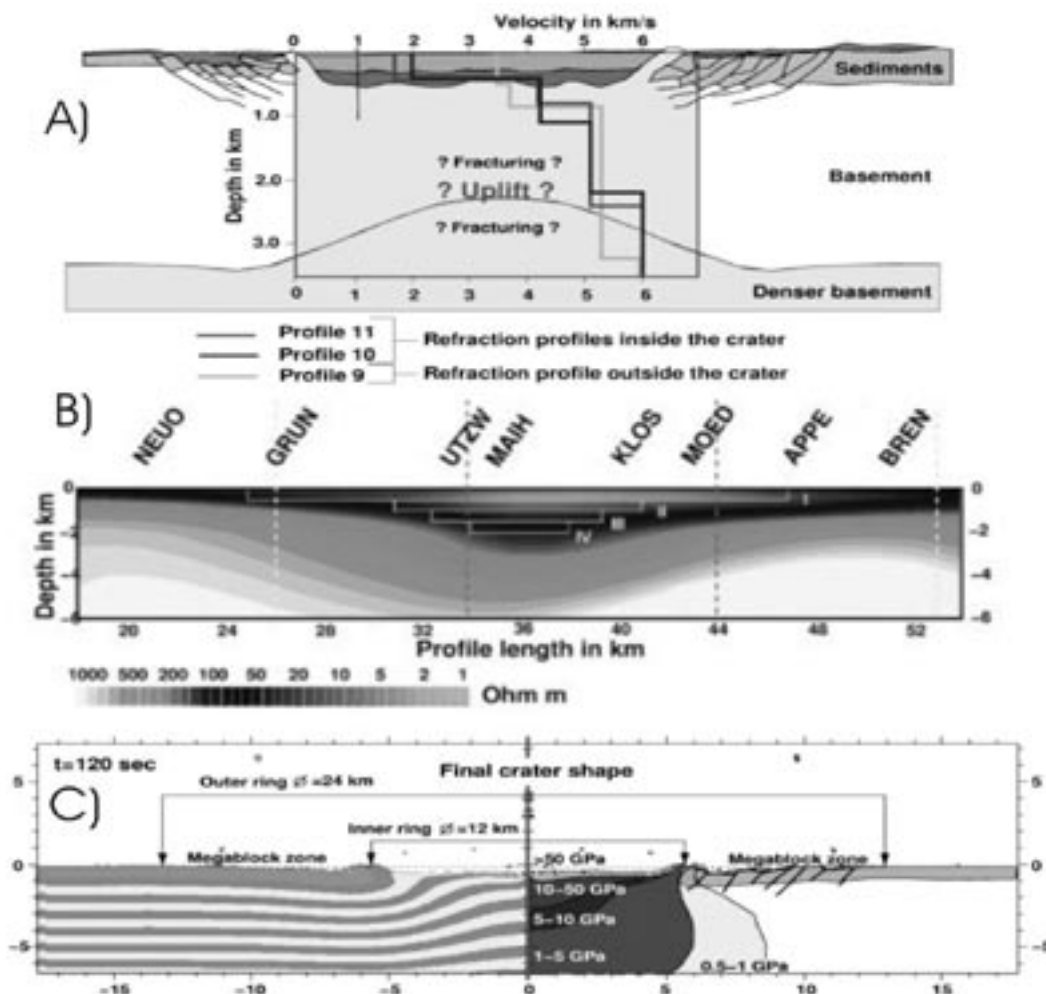 Velocity in km/s
0 1 2 3 4 5 6
Sediments
A)
1.0
Depth in km
? Fracturing ?
Basement
2.0
? Uplift ?
? Fracturing ?
3.0
0 1 2 3 4 5 6
Denser basement
Profile 11
Refraction profiles inside the crater
Profile 10
Profile 9
Refraction profile outside the crater
B)
NEUO GRUN UTZW MAIH KLOS MOED APPE BREN
0 0
I
II
-2 III -2
IV
Depth in km
-4 -4
-6 -6
20 24 28 32 36 40 44 48 52
Profile length in km
1000 500 200 100 50 20 10 5 2 1
Ohm m
t=120 sec
Final crater shape
5 5
Outer ring ø=24 km
C)
Inner ring ø=12 km
Megablock zone >50 GPa Megablock zone
0 0
10-50 GPa
5-10 GPa
-5 1-5 GPa -5
0.5-1 GPa
-15 -10 -5 0 5 10 15